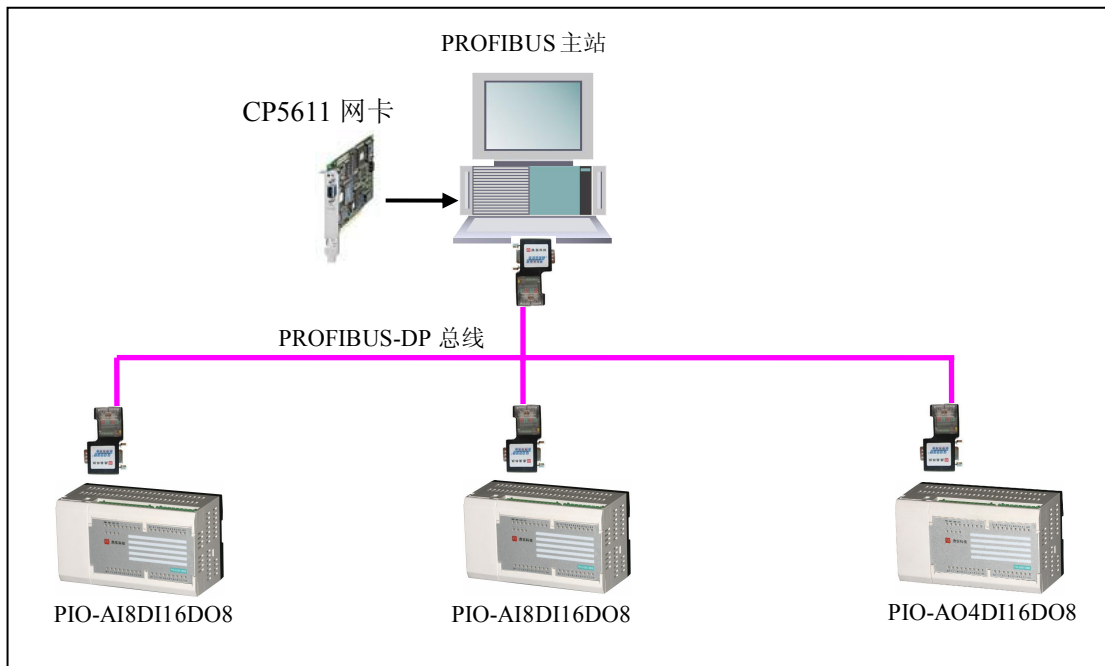 PROFIBUS 主站
CP5611 网卡
PROFIBUS-DP 总线
PIO-AI8DI16DO8
PIO-AI8DI16DO8
PIO-AO4DI16DO8